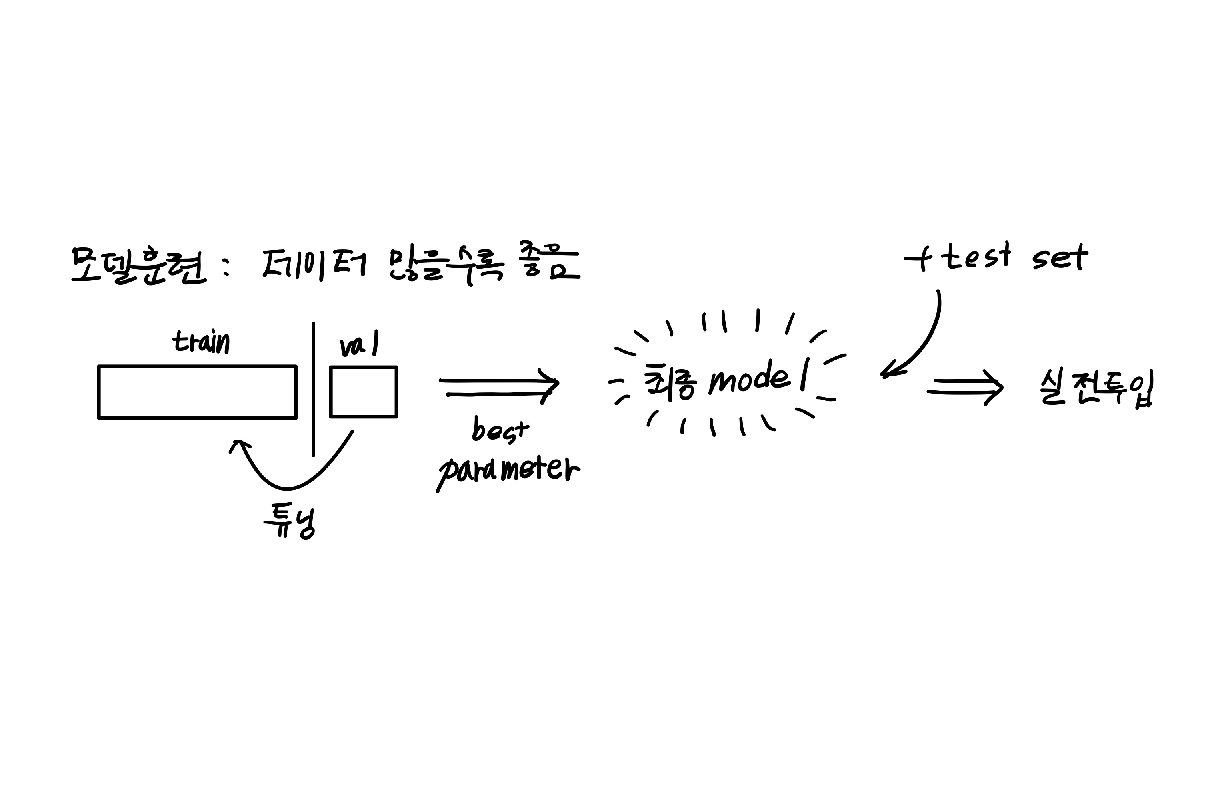 모델훈련 : 데이터 많을수록 좋음
train
val
튜닝
best
parameter
최종 model
+ test set
실전투입